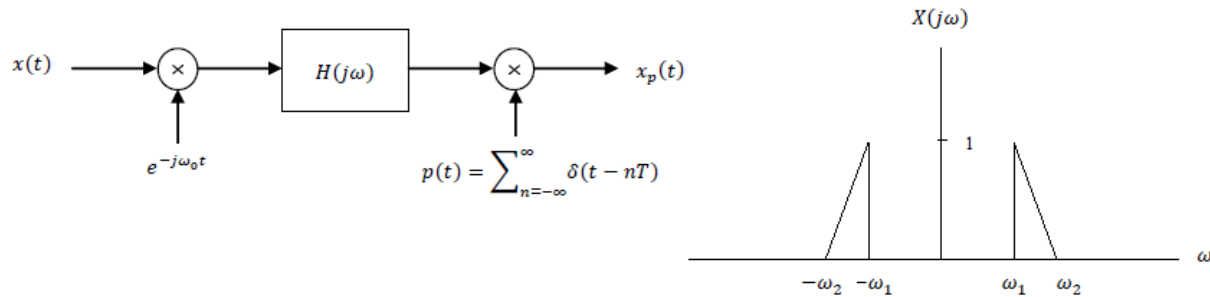 x(t)
×
H(jω)
×
x_p(t)
e^{-jω_0 t}
p(t) = ∑_{n=-∞}^{∞} δ(t − nT)
X(jω)
1
−ω_2
-ω_1
ω_1
ω_2
ω